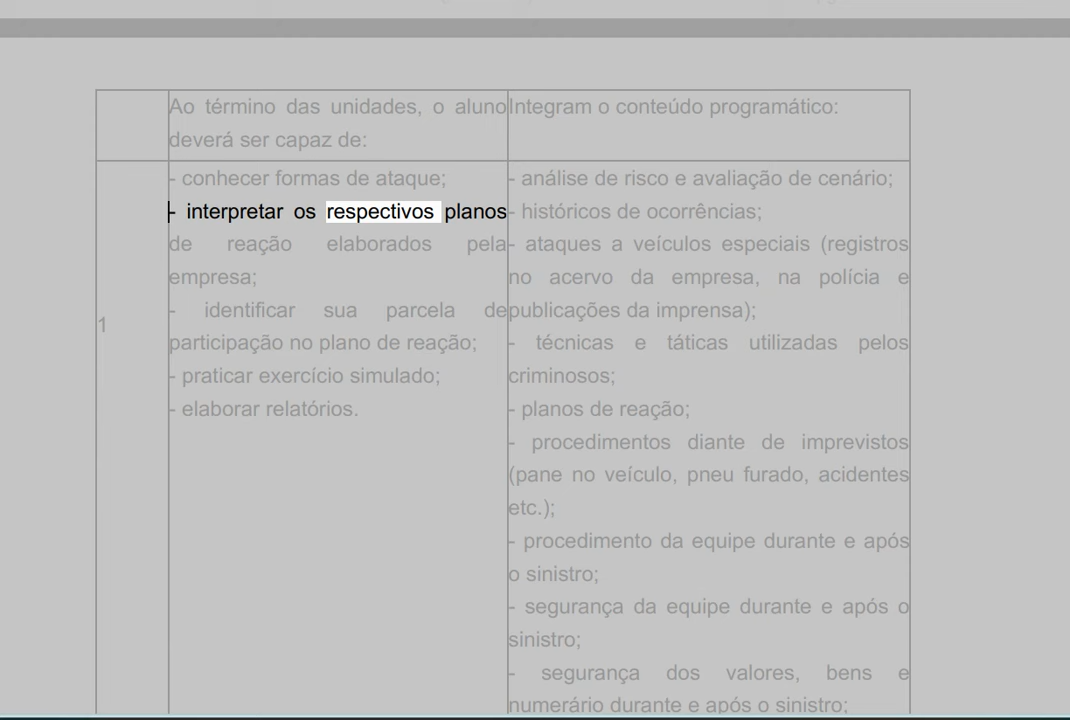 Ao término das unidades, o aluno
deverá ser capaz de:
Integram o conteúdo programático:
1
- conhecer formas de ataque;
- interpretar os respectivos planos
de reação elaborados pela
empresa;
- identificar sua parcela de
participação no plano de reação;
- praticar exercício simulado;
- elaborar relatórios.
- análise de risco e avaliação de cenário;
- históricos de ocorrências;
- ataques a veículos especiais (registros
no acervo da empresa, na polícia e
publicações da imprensa);
- técnicas e táticas utilizadas pelos
criminosos;
- planos de reação;
- procedimentos diante de imprevistos
(pane no veículo, pneu furado, acidentes
etc.);
- procedimento da equipe durante e após
o sinistro;
- segurança da equipe durante e após o
sinistro;
- segurança dos valores, bens e
numerário durante e após o sinistro;